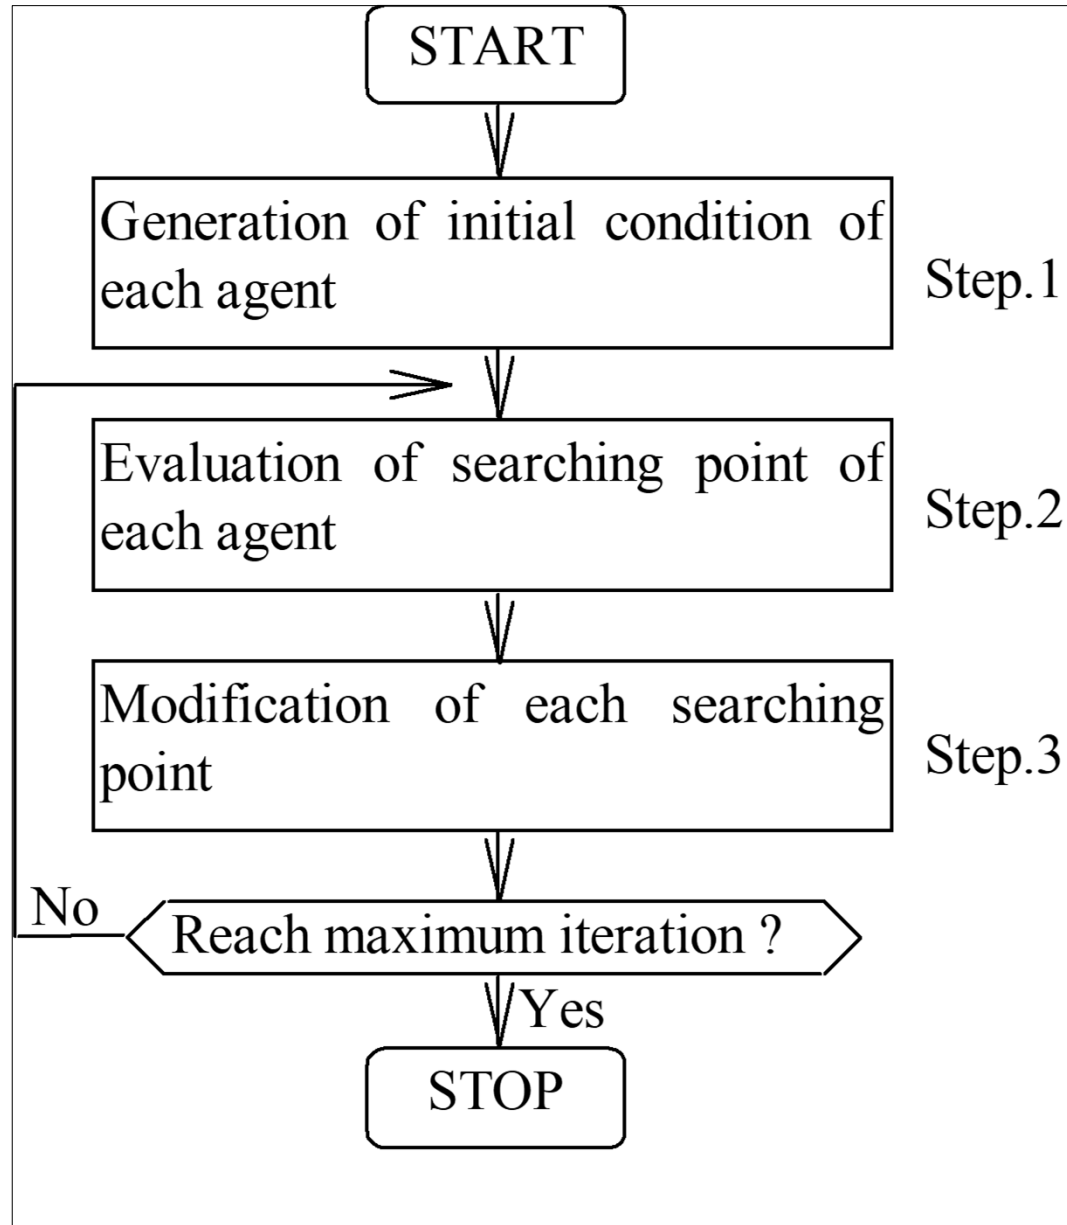 START
Generation of initial condition of
each agent
Step.1
Evaluation of searching point of
each agent
Step.2
Modification of each searching
point
Step.3
No
Reach maximum iteration ?
Yes
STOP